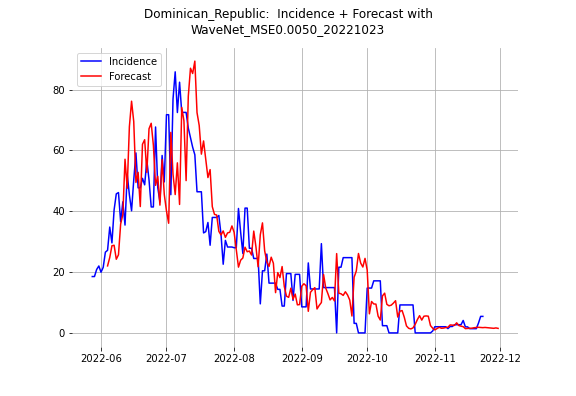 Dominican_Republic:  Incidence + Forecast with
WaveNet_MSE0.0050_20221023
Incidence
Forecast
80
60
40
20
0
2022-06 2022-07 2022-08 2022-09 2022-10 2022-11 2022-12